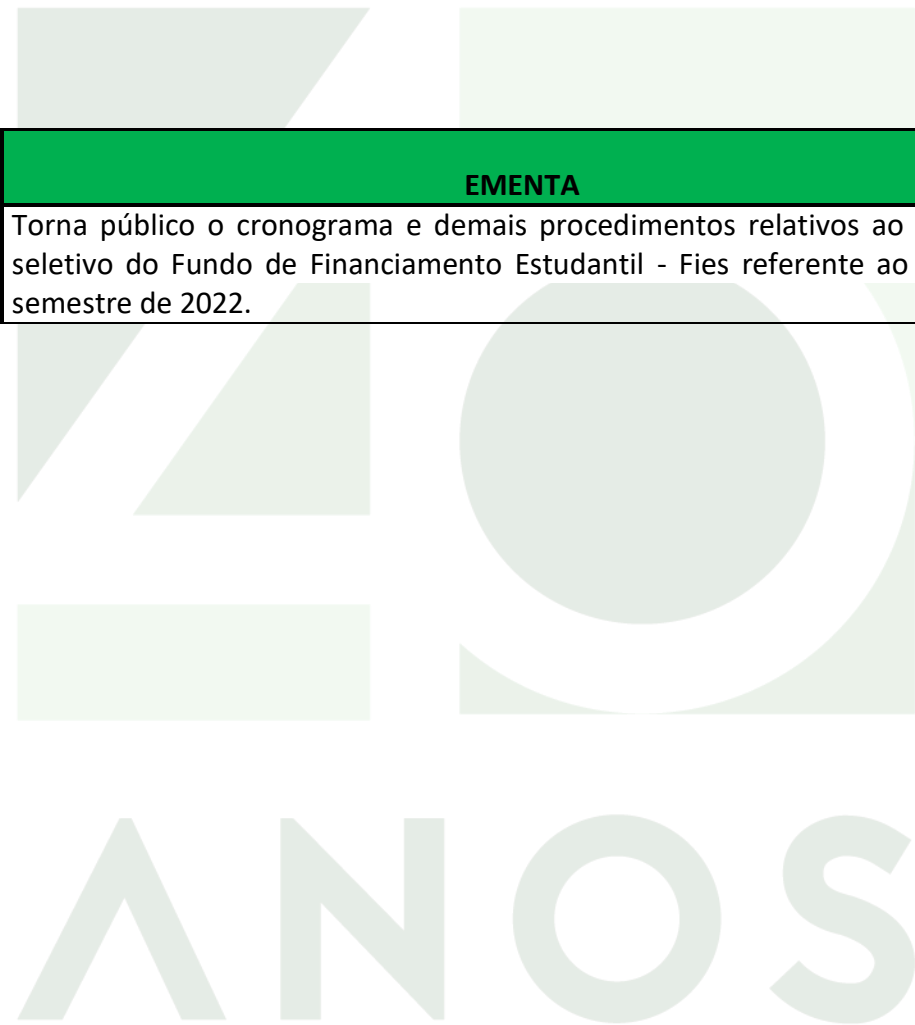 EMENTA
Torna público o cronograma e demais procedimentos relativos ao
seletivo do Fundo de Financiamento Estudantil - Fies referente ao
semestre de 2022.
40
ANOS